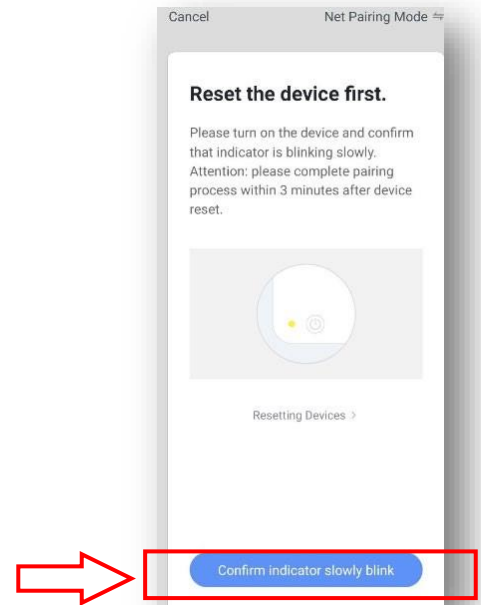 Cancel Net Pairing Mode ⇋
Reset the device first.
Please turn on the device and confirm
that indicator is blinking slowly.
Attention: please complete pairing
process within 3 minutes after device
reset.
Resetting Devices >
Confirm indicator slowly blink